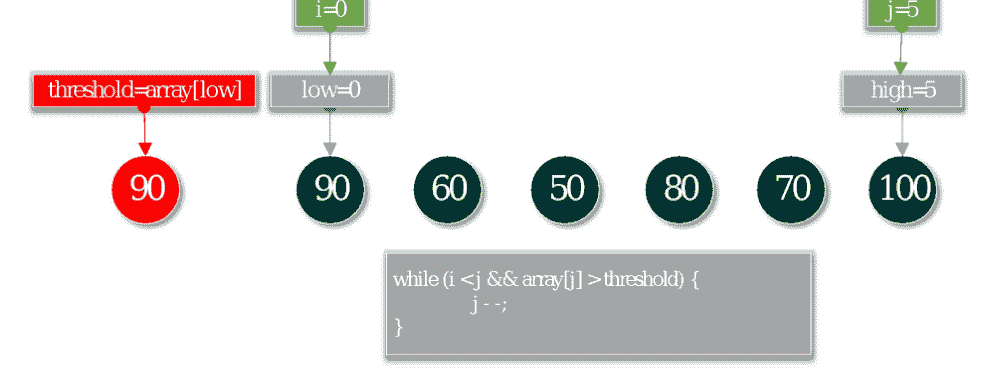 i=0 j=5
threshold=array[low] low=0 high=5
90 90 60 50 80 70 100
while (i < j && array[j] > threshold) {
j - -;
}